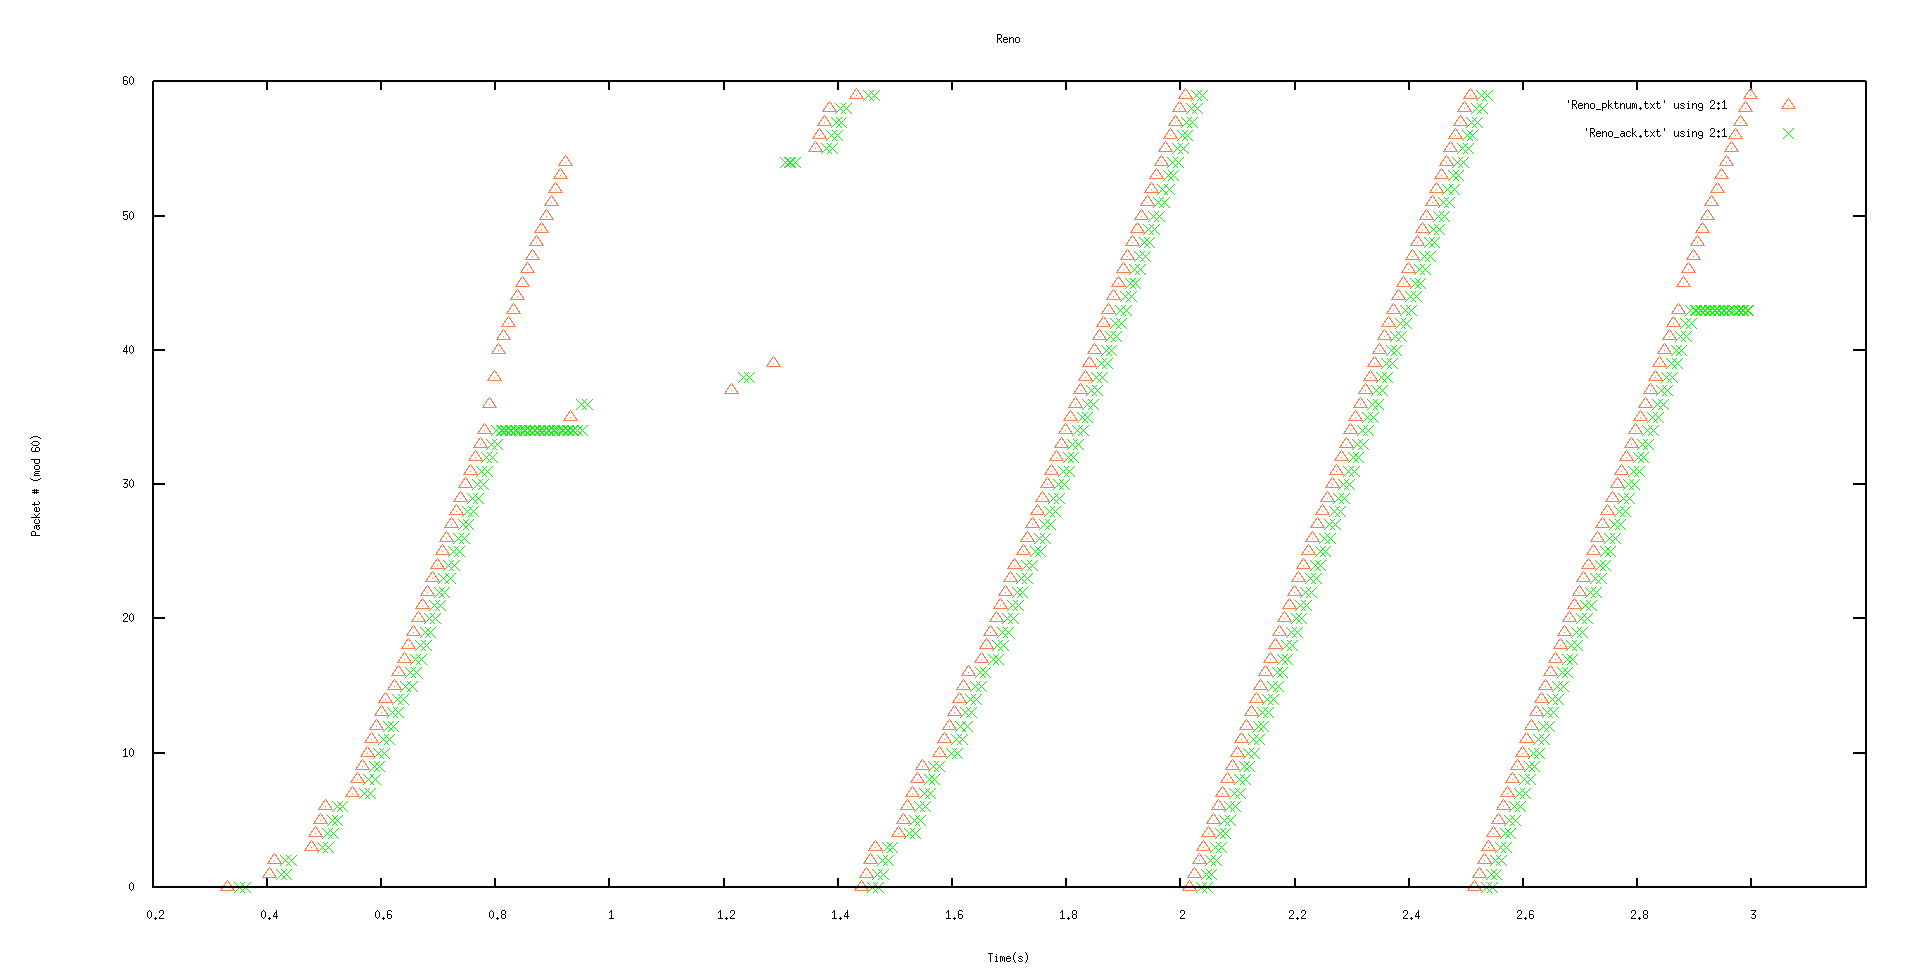 Reno
60
'Reno_pktnum.txt' using 2:1
'Reno_ack.txt' using 2:1
50
40
Packet # (mod 60)
30
20
10
0
0.2 0.4 0.6 0.8 1 1.2 1.4 1.6 1.8 2 2.2 2.4 2.6 2.8 3
Time(s)